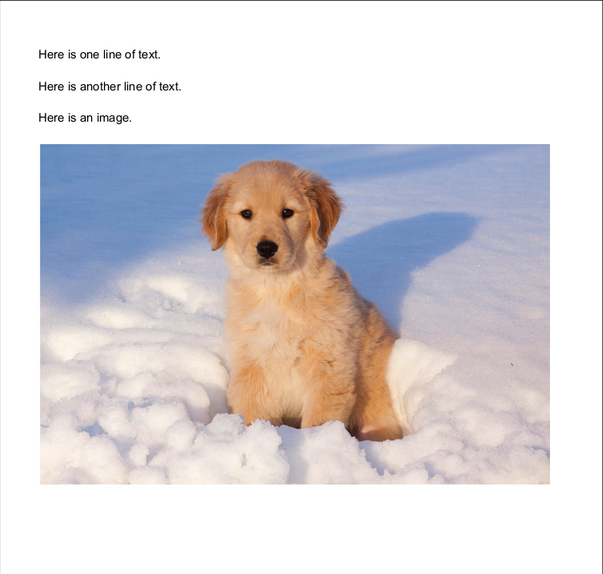 Here is one line of text.
Here is another line of text.
Here is an image.